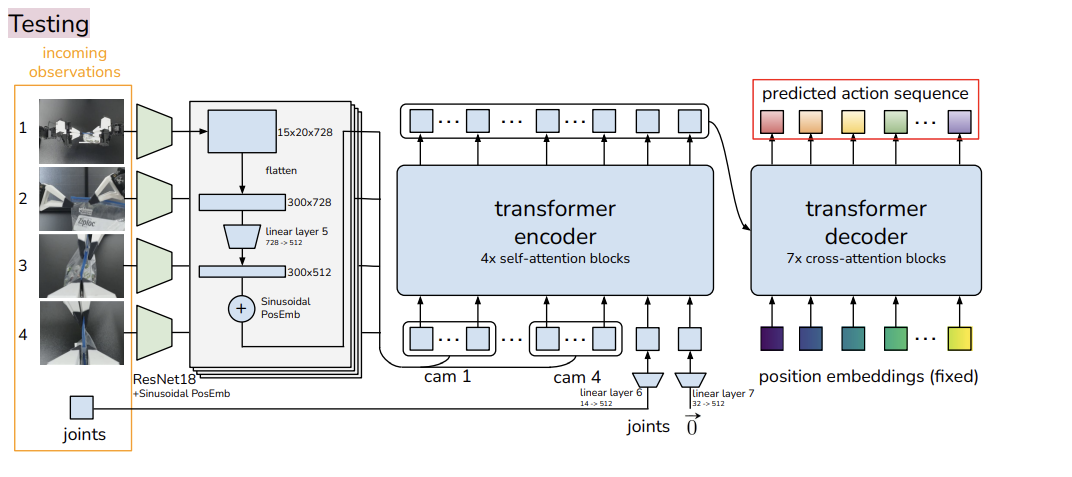 Testing
incoming
observations
1
2
3
4
ResNet18
+Sinusoidal PosEmb
joints
15x20x728
flatten
300x728
linear layer 5
728 -> 512
300x512
+
Sinusoidal
PosEmb
...
... 
...
transformer
encoder
4x self-attention blocks
...
...
...
cam 1
cam 4
linear layer 6
14 -> 512
linear layer 7
32 -> 512
joints
0
predicted action sequence
...
transformer
decoder
7x cross-attention blocks
...
position embeddings (fixed)